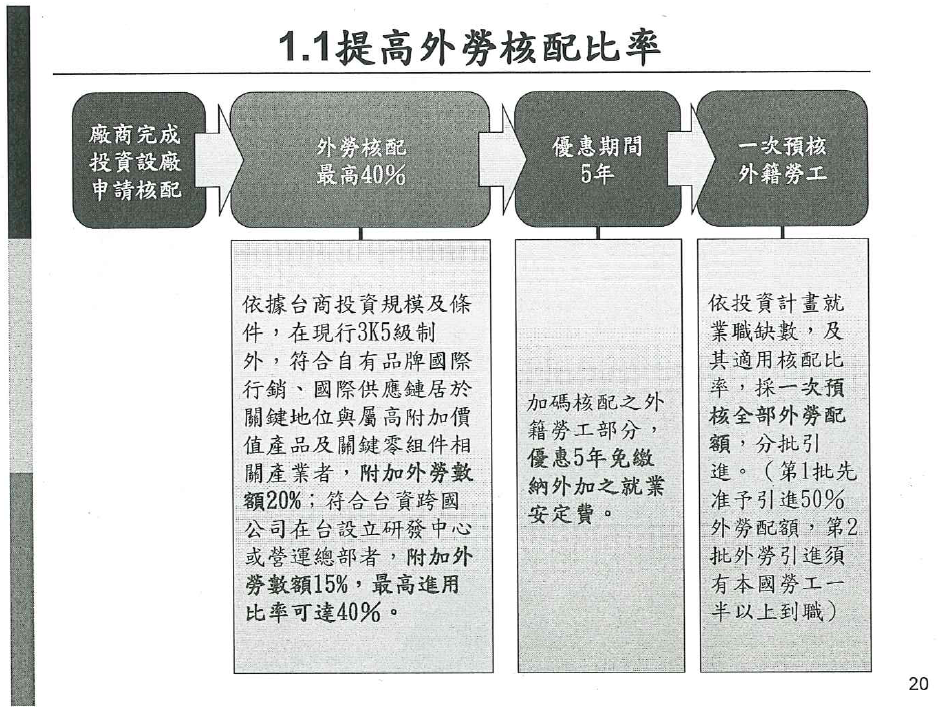 1.1提高外勞核配比率
廠商完成
投資設廠
申請核配
外勞核配
最高40%
優惠期間
5年
一次預核
外籍勞工
依據台商投資規模及條
件，在現行3K5級制
外，符合自有品牌國際
行銷、國際供應鏈居於
關鍵地位與屬高附加價
值產品及關鍵零組件相
關產業者，附加外勞數
額20%；符合台資跨國
公司在台設立研發中心
或營運總部者，附加外
勞數額15%，最高進用
比率可達40%。
加碼核配之外
籍勞工部分，
優惠5年免繳
納外加之就業
安定費。
依投資計畫就
業職缺數，及
其適用核配比
率，採一次預
核全部外勞配
額，分批引
進。（第1批先
准予引進50%
外勞配額，第2
批外勞引進須
有本國勞工一
半以上到職）
20